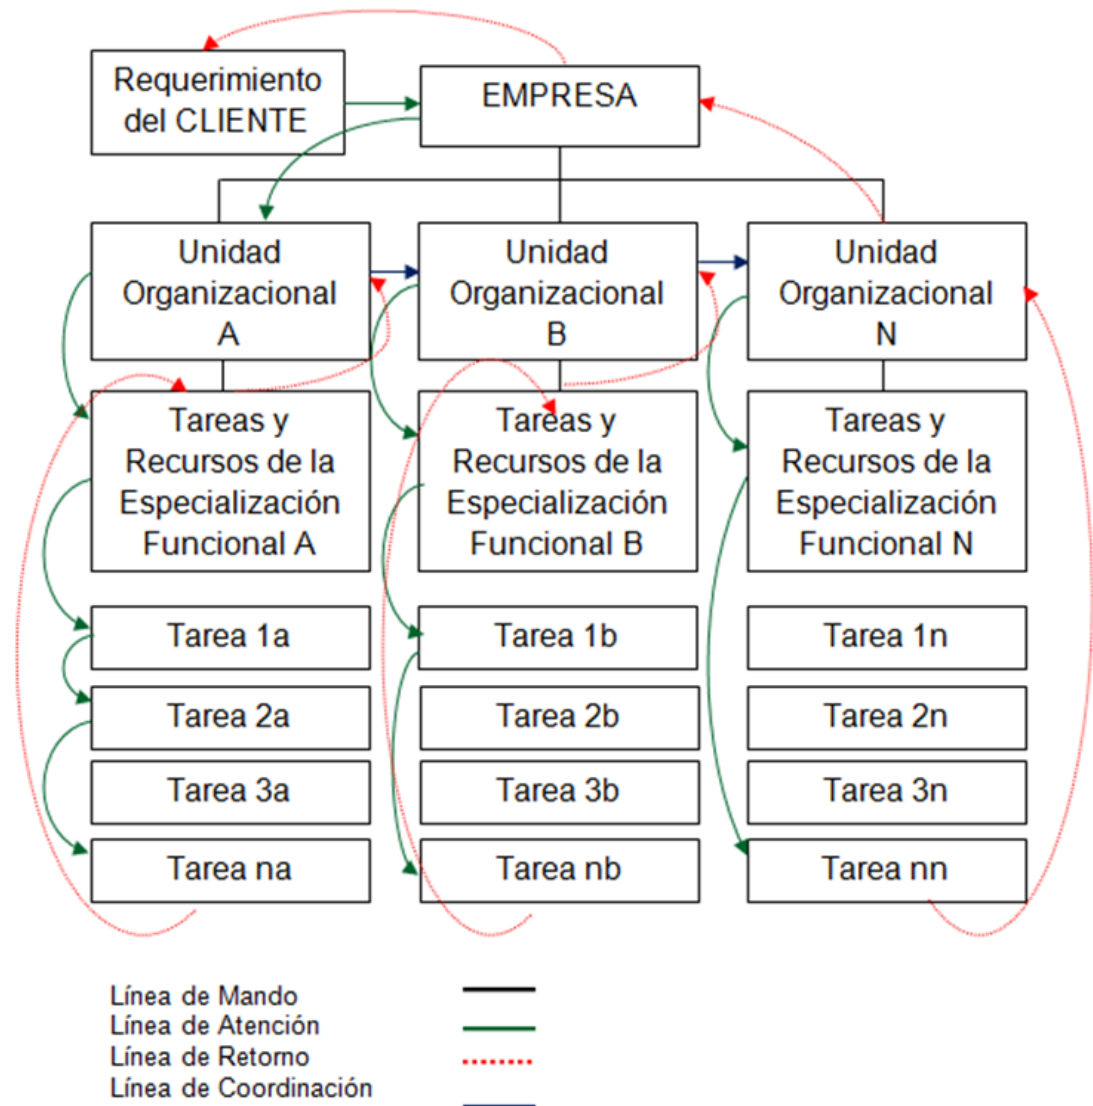 Requerimiento
del CLIENTE
EMPRESA
Unidad
Organizacional
A
Unidad
Organizacional
B
Unidad
Organizacional
N
Tareas y
Recursos de la
Especialización
Funcional A
Tareas y
Recursos de la
Especialización
Funcional B
Tareas y
Recursos de la
Especialización
Funcional N
Tarea 1a
Tarea 1b
Tarea 1n
Tarea 2a
Tarea 2b
Tarea 2n
Tarea 3a
Tarea 3b
Tarea 3n
Tarea na
Tarea nb
Tarea nn
Línea de Mando
Línea de Atención
Línea de Retorno
Línea de Coordinación